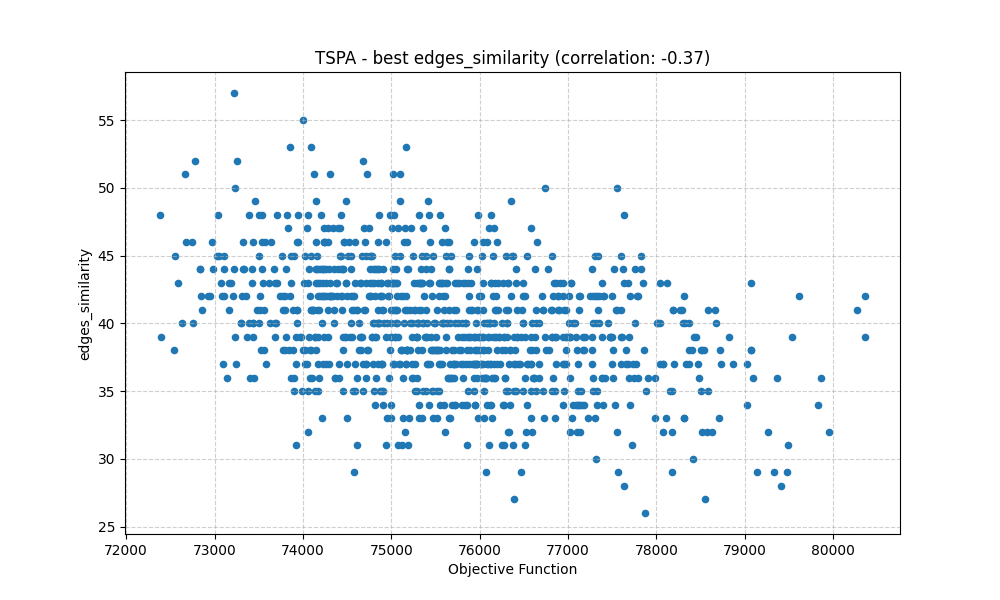 TSPA - best edges_similarity (correlation: -0.37)
edges_similarity
55
50
45
40
35
30
25
72000 73000 74000 75000 76000 77000 78000 79000 80000
Objective Function